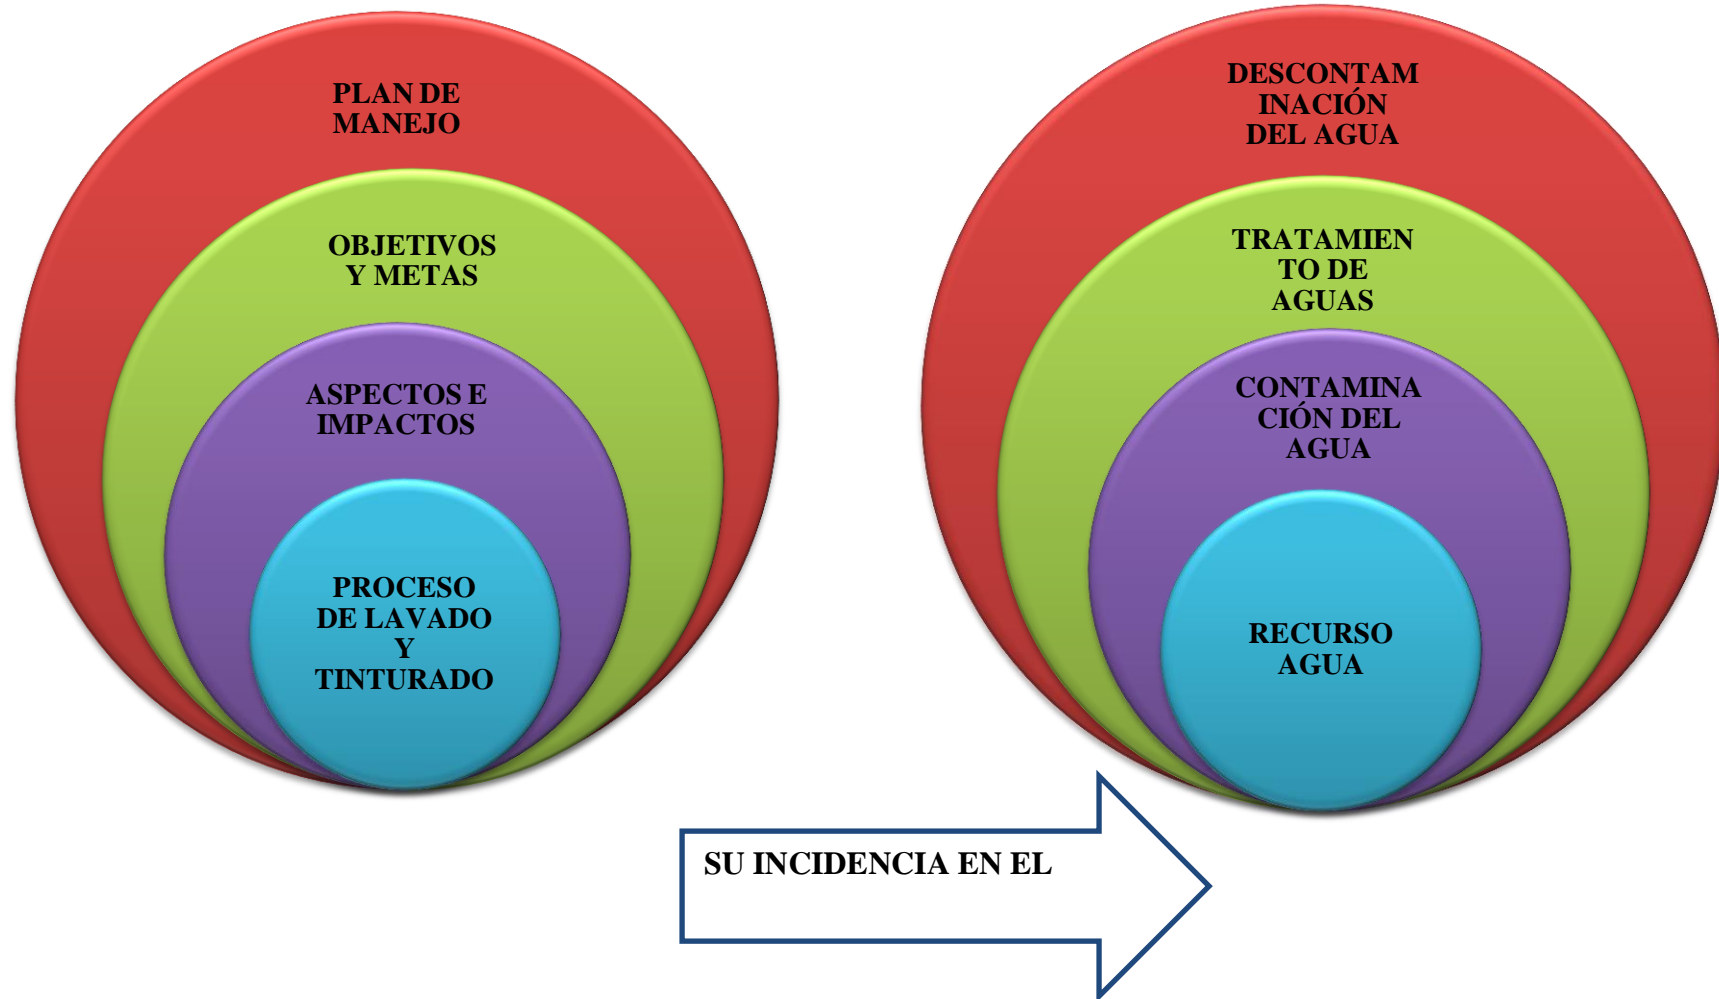 PLAN DE
MANEJO
OBJETIVOS
Y METAS
ASPECTOS E
IMPACTOS
PROCESO
DE LAVADO
Y
TINTURADO
DESCONTAM
INACIÓN
DEL AGUA
TRATAMIEN
TO DE
AGUAS
CONTAMINA
CIÓN DEL
AGUA
RECURSO
AGUA
SU INCIDENCIA EN EL